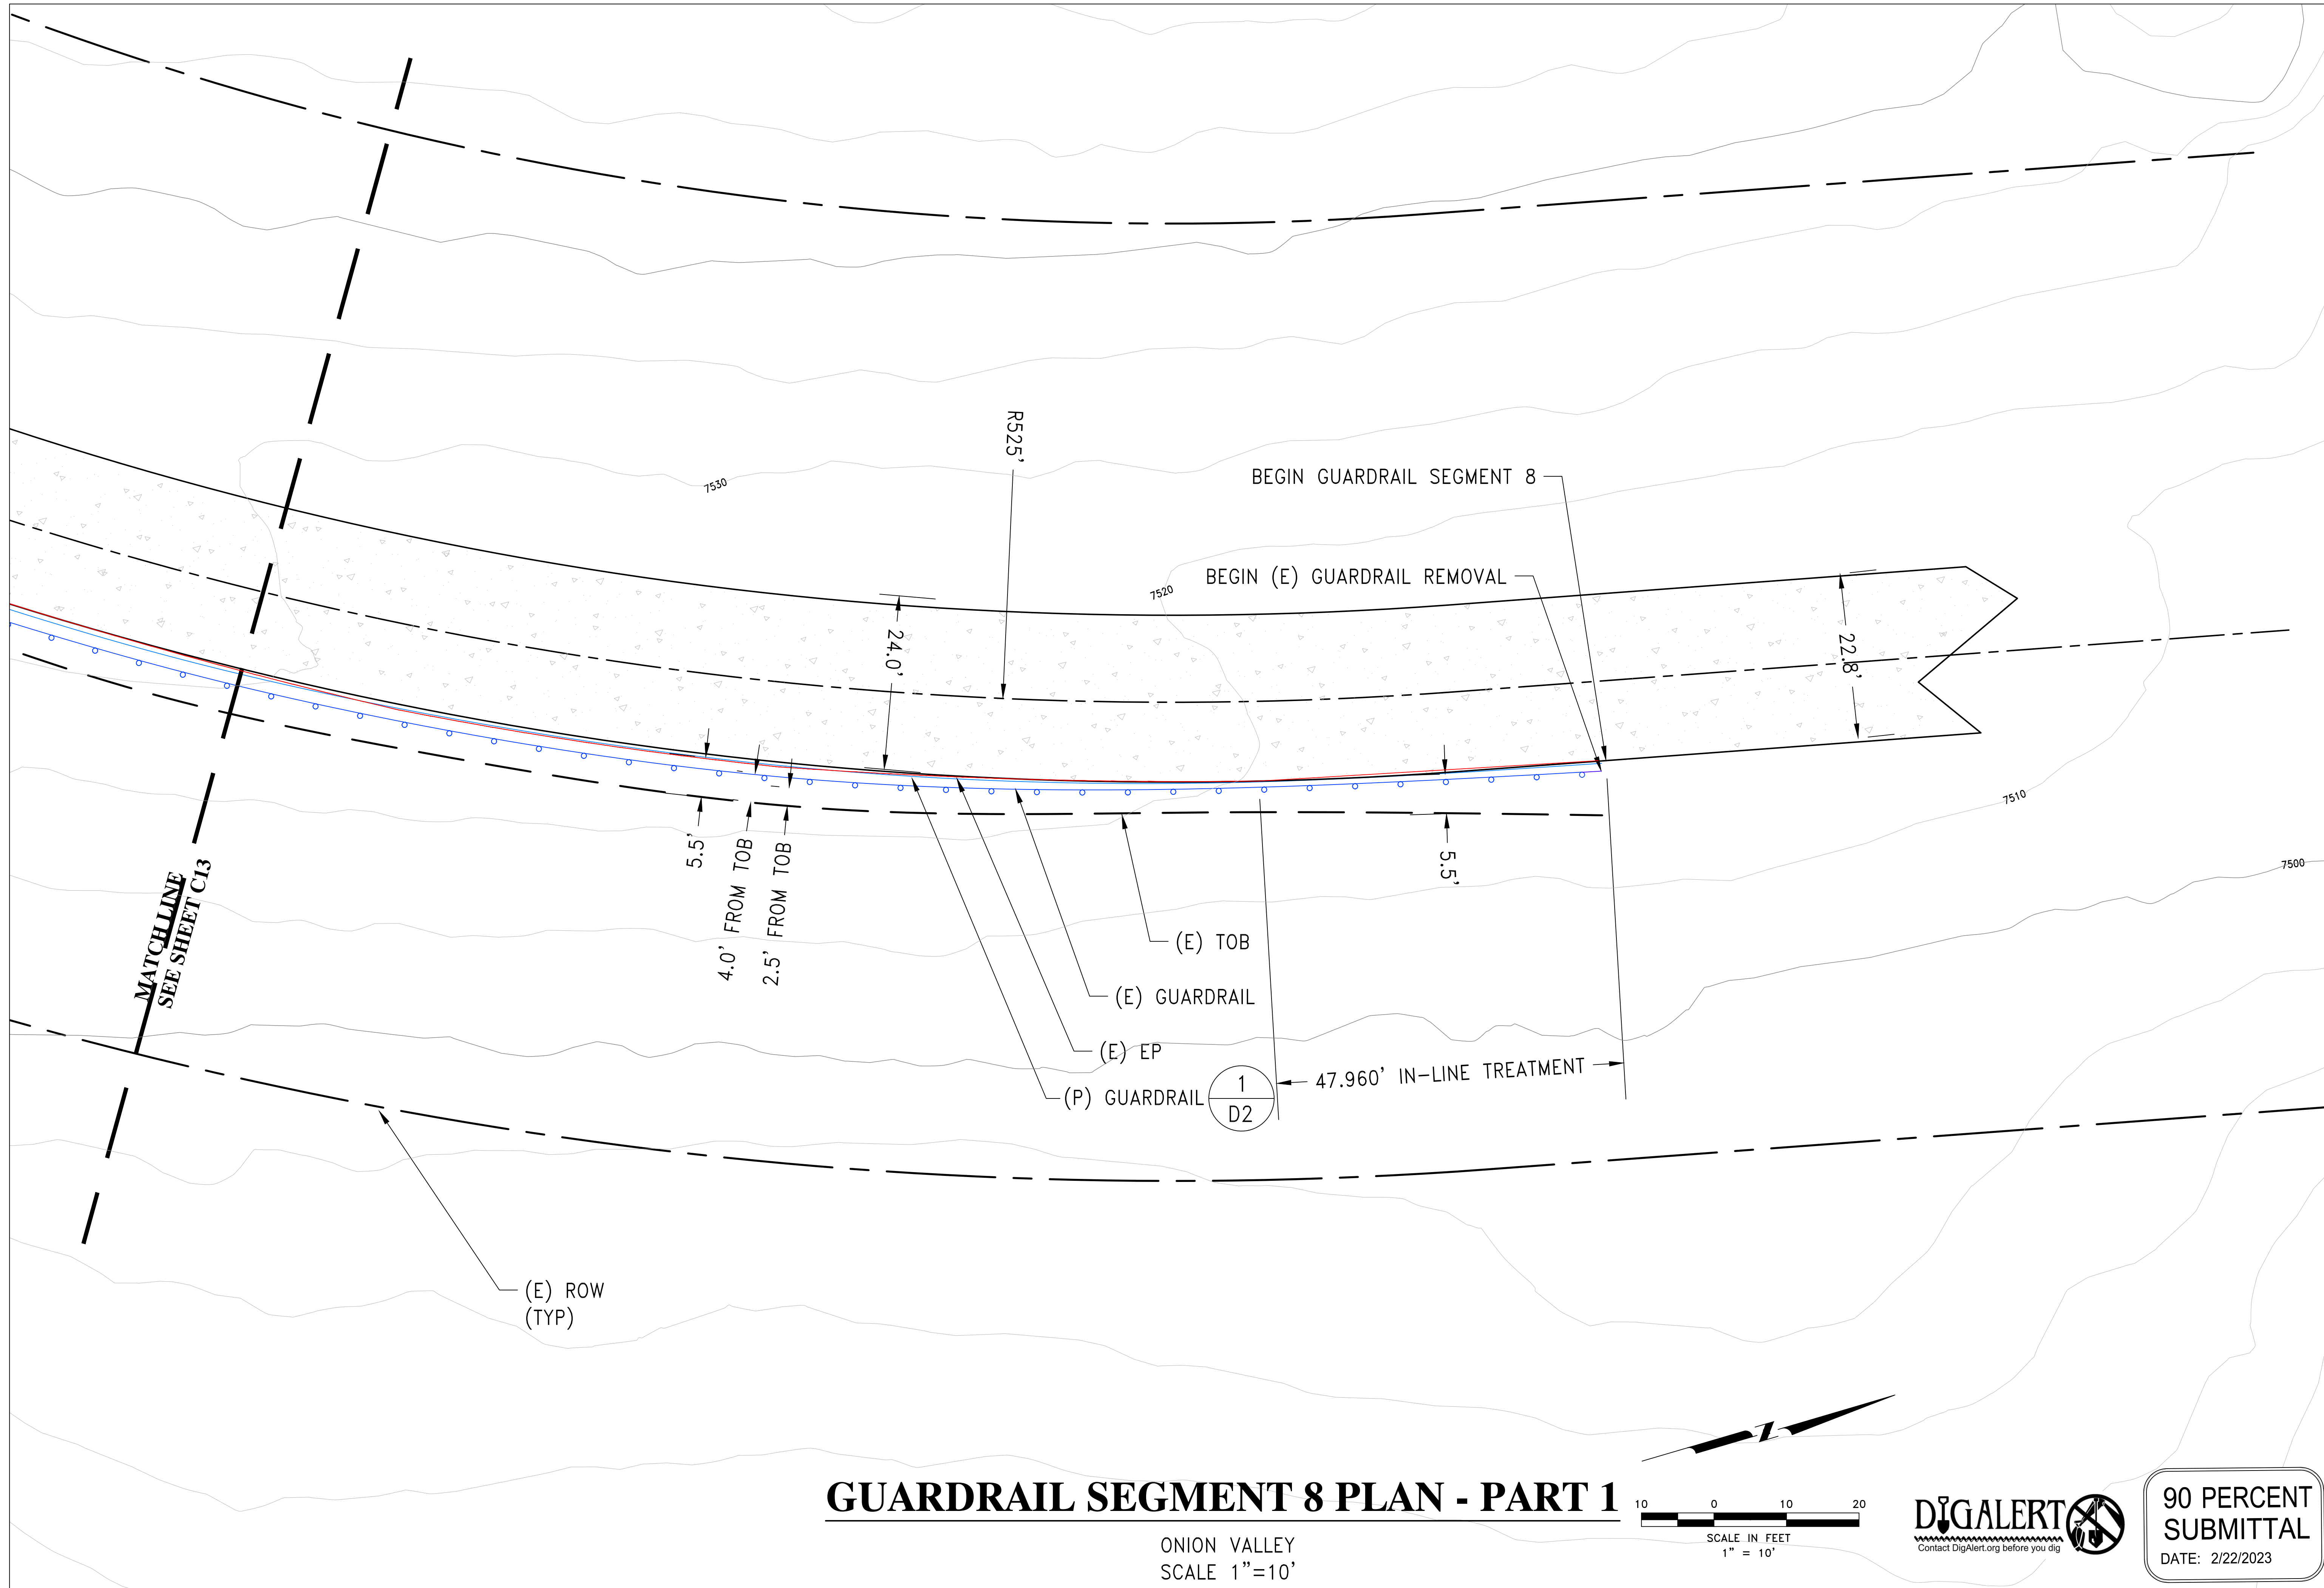 R525'
BEGIN GUARDRAIL SEGMENT 8
7530
BEGIN (E) GUARDRAIL REMOVAL
7520
24.0'
22.8'
7510
5.5'
4.0' FROM TOB
2.5' FROM TOB
5.5'
7500
MATCHLINE
SEE SHEET C13
(E) TOB
(E) GUARDRAIL
(E) EP
(P) GUARDRAIL
1
D2
47.960' IN-LINE TREATMENT
(E) ROW
(TYP)
N
GUARDRAIL SEGMENT 8 PLAN - PART 1
ONION VALLEY
SCALE 1"=10'
10 0 10 20
SCALE IN FEET
1" = 10'
DIGALERT
Contact DigAlert.org before you dig
90 PERCENT
SUBMITTAL
DATE: 2/22/2023